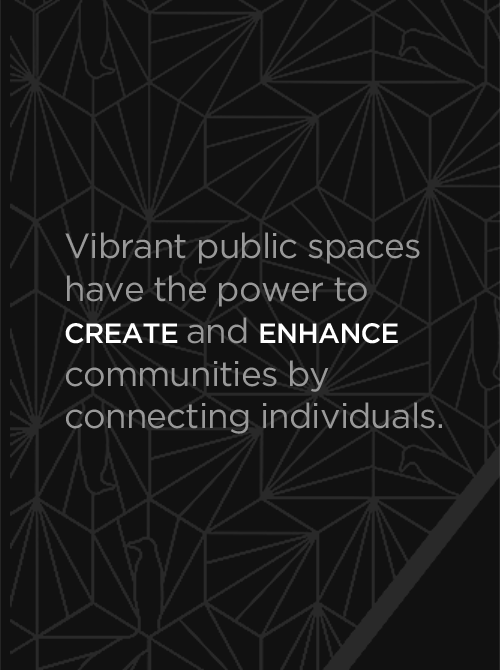 Vibrant public spaces
have the power to
CREATE and ENHANCE
communities by
connecting individuals.